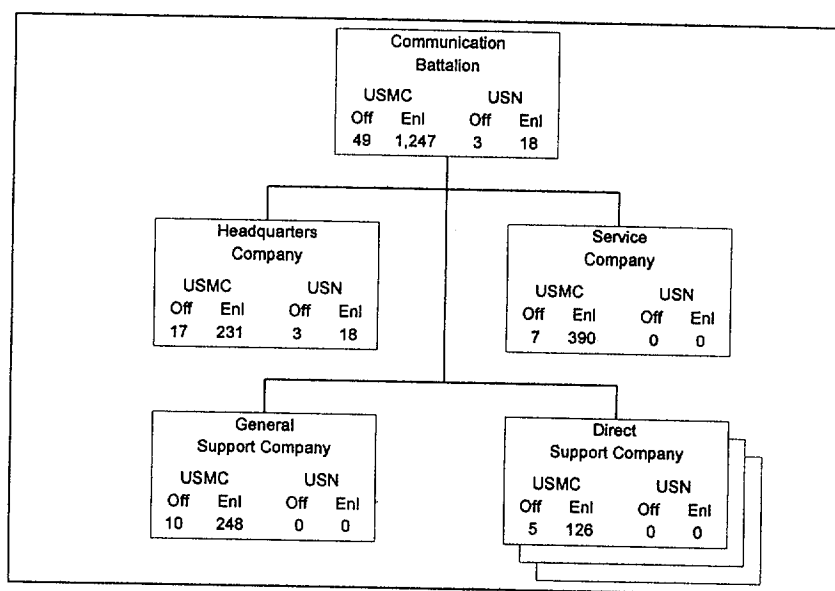 Communication
Battalion
USMC USN
Off Enl Off Enl
49 1,247 3 18
Headquarters
Company
USMC USN
Off Enl Off Enl
17 231 3 18
Service
Company
USMC USN
Off Enl Off Enl
7 390 0 0
General
Support Company
USMC USN
Off Enl Off Enl
10 248 0 0
Direct
Support Company
USMC USN
Off Enl Off Enl
5 126 0 0